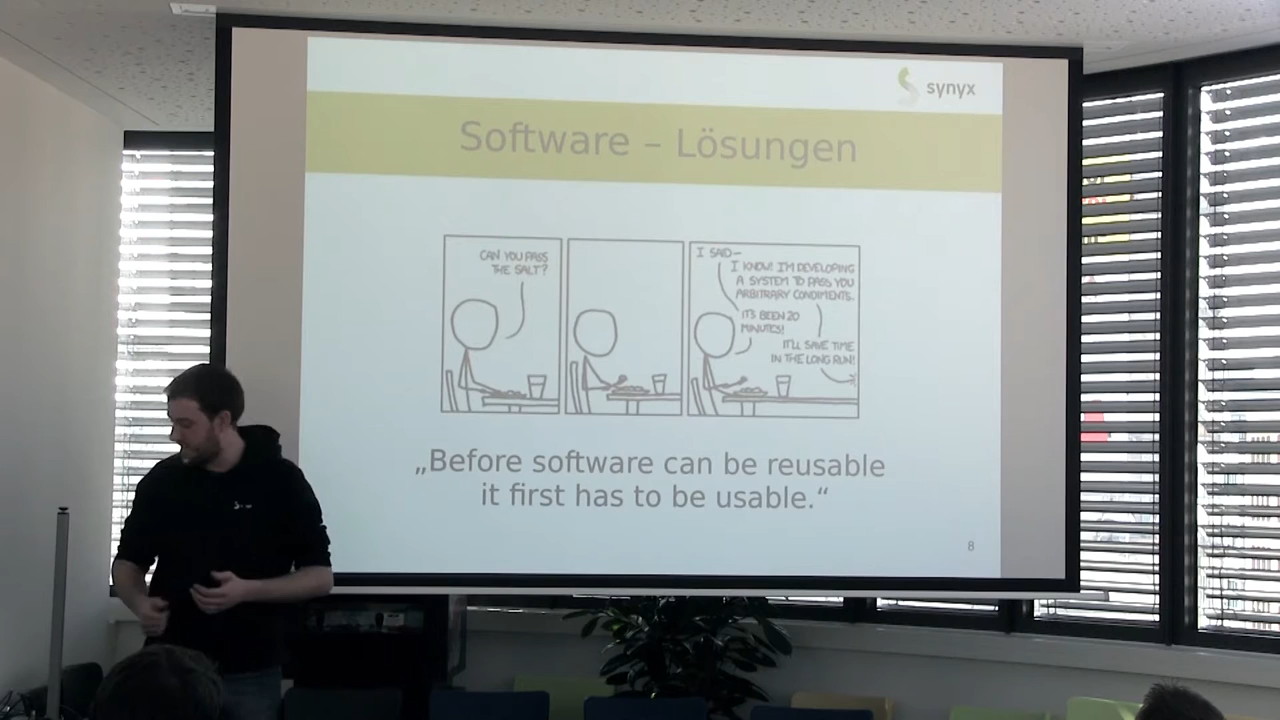 synyx
Software – Lösungen
CAN YOU PASS
THE SALT?
I SAID–
I KNOW! I'M DEVELOPING
A SYSTEM TO PASS YOU
ARBITRARY CONDIMENTS.
IT'S BEEN 20
MINUTES!
IT'LL SAVE TIME
IN THE LONG RUN!
„Before software can be reusable
it first has to be usable.“
8